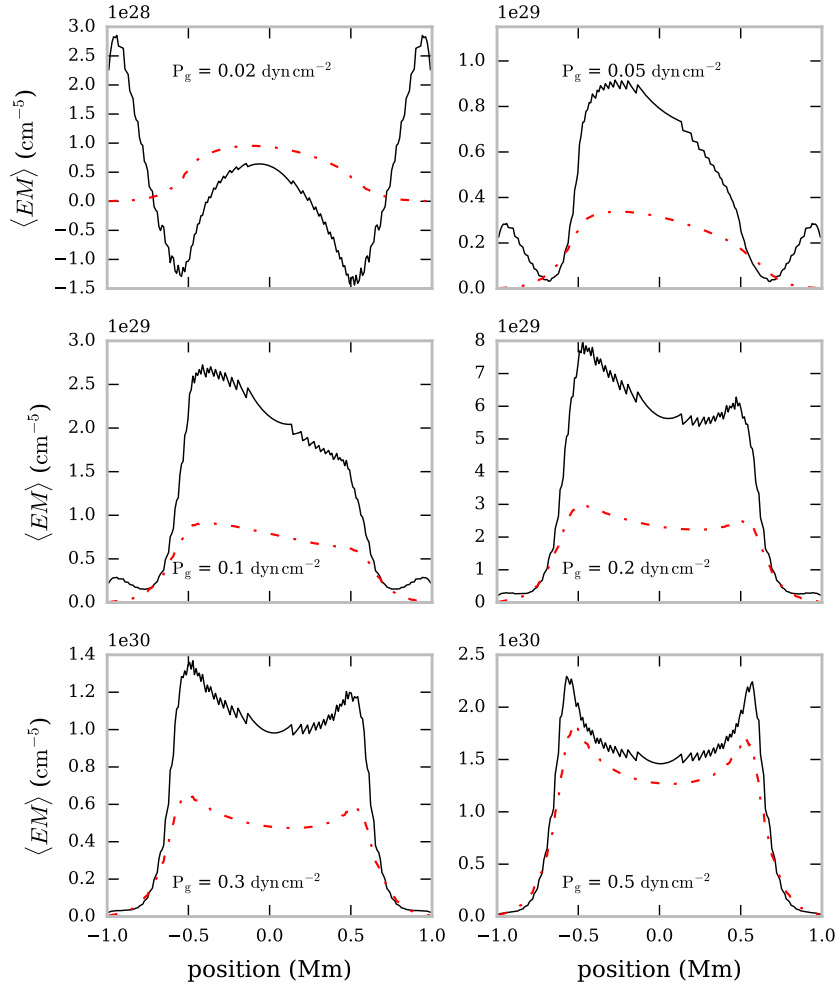 1e28
3.0
2.5
2.0
1.5
1.0
0.5
0.0
−0.5
−1.0
−1.5
⟨EM⟩ (cm⁻⁵)
P_g = 0.02 dyn cm⁻²
1e29
1.0
0.8
0.6
0.4
0.2
0.0
P_g = 0.05 dyn cm⁻²
1e29
3.0
2.5
2.0
1.5
1.0
0.5
0.0
⟨EM⟩ (cm⁻⁵)
P_g = 0.1 dyn cm⁻²
1e29
8
7
6
5
4
3
2
1
0
P_g = 0.2 dyn cm⁻²
1e30
1.4
1.2
1.0
0.8
0.6
0.4
0.2
0.0
⟨EM⟩ (cm⁻⁵)
P_g = 0.3 dyn cm⁻²
−1.0 −0.5 0.0 0.5 1.0
position (Mm)
1e30
2.5
2.0
1.5
1.0
0.5
0.0
P_g = 0.5 dyn cm⁻²
−1.0 −0.5 0.0 0.5 1.0
position (Mm)